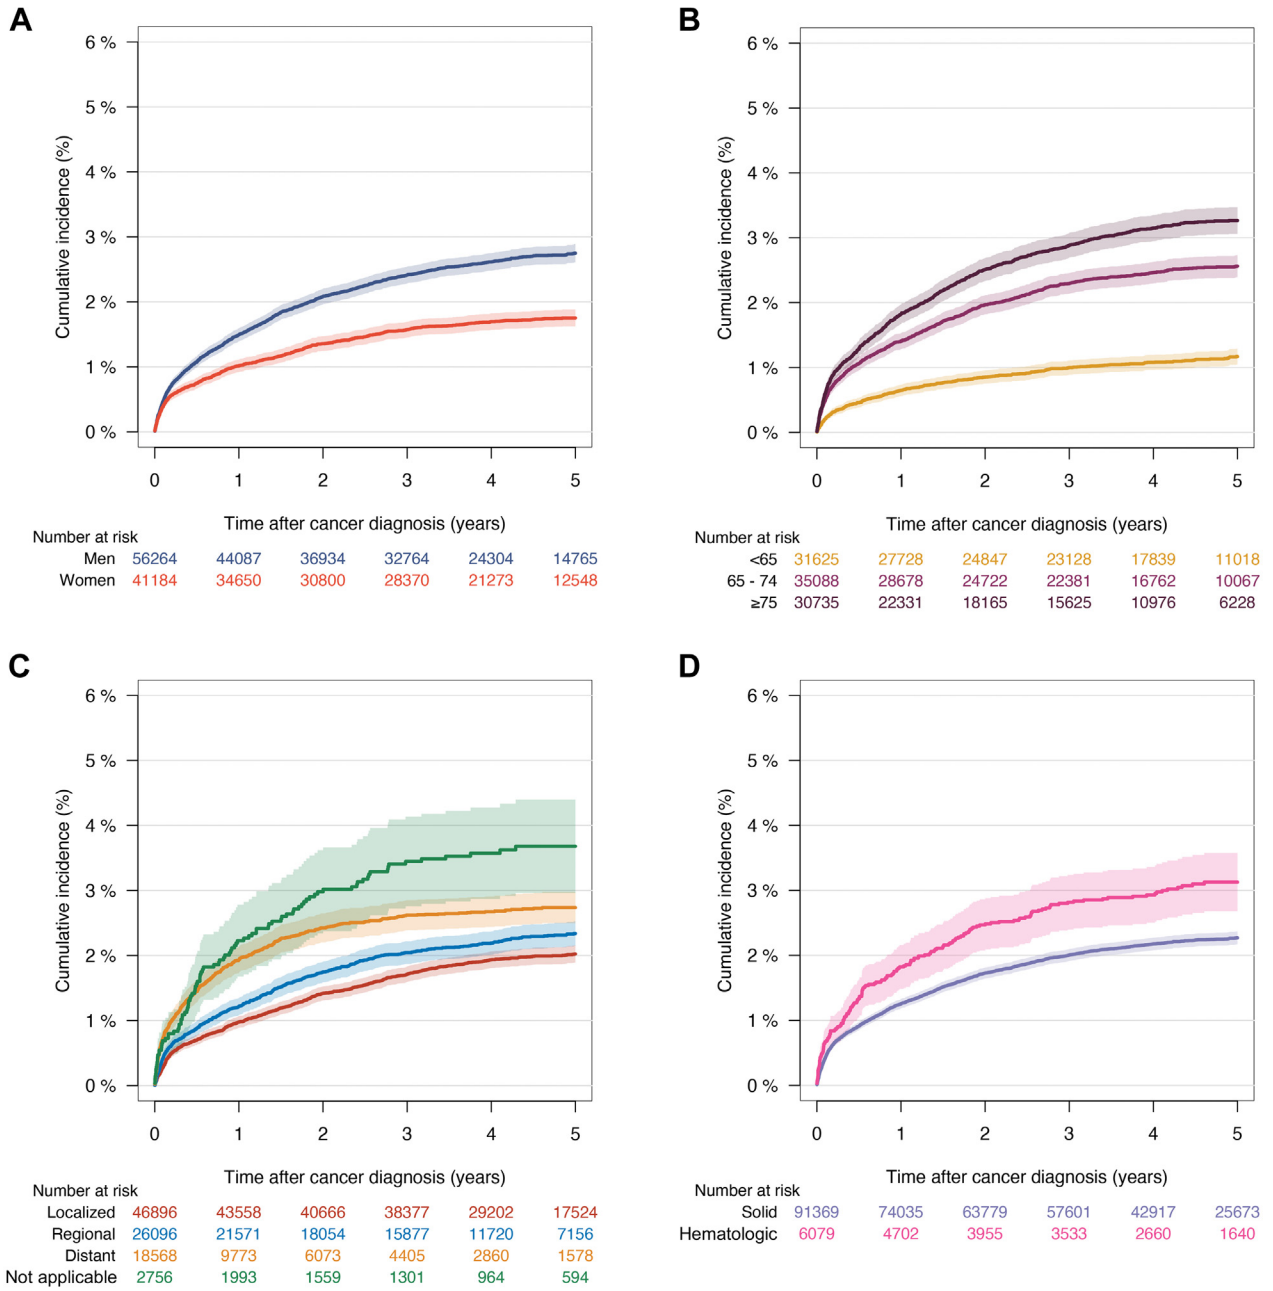 A
6 %
5 %
4 %
3 %
2 %
1 %
0 %
Cumulative incidence (%)
0 1 2 3 4 5
Time after cancer diagnosis (years)
Number at risk
Men 56264 44087 36934 32764 24304 14765
Women 41184 34650 30800 28370 21273 12548
B
6 %
5 %
4 %
3 %
2 %
1 %
0 %
Cumulative incidence (%)
0 1 2 3 4 5
Time after cancer diagnosis (years)
Number at risk
<65 31625 27728 24847 23128 17839 11018
65 - 74 35088 28678 24722 22381 16762 10067
≥75 30735 22331 18165 15625 10976 6228
C
6 %
5 %
4 %
3 %
2 %
1 %
0 %
Cumulative incidence (%)
0 1 2 3 4 5
Time after cancer diagnosis (years)
Number at risk
Localized 46896 43558 40666 38377 29202 17524
Regional 26096 21571 18054 15877 11720 7156
Distant 18568 9773 6073 4405 2860 1578
Not applicable 2756 1993 1559 1301 964 594
D
6 %
5 %
4 %
3 %
2 %
1 %
0 %
Cumulative incidence (%)
0 1 2 3 4 5
Time after cancer diagnosis (years)
Number at risk
Solid 91369 74035 63779 57601 42917 25673
Hematologic 6079 4702 3955 3533 2660 1640